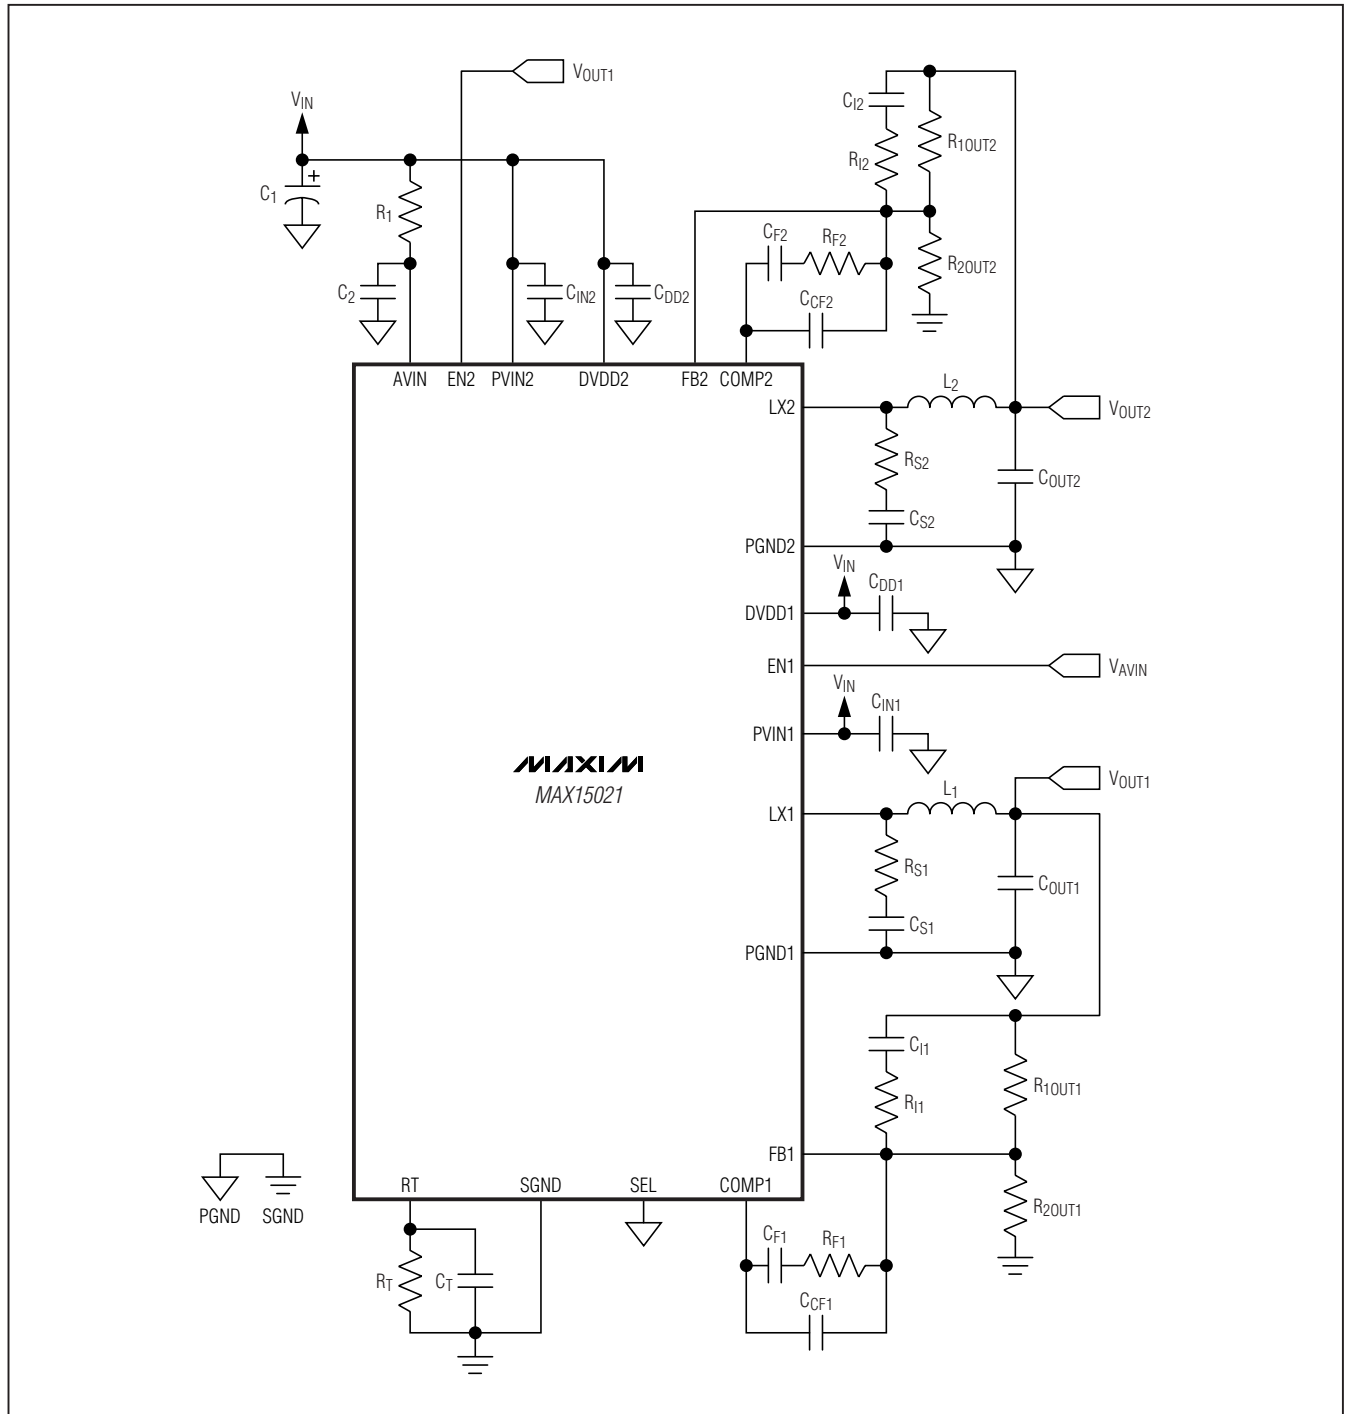 VOUT1
VIN
CI2
R1OUT2
RI2
C1
+
R1
CF2
RF2
R2OUT2
C2
CIN2
CDD2
CCF2
AVIN
EN2
PVIN2
DVDD2
FB2
COMP2
LX2
L2
VOUT2
RS2
COUT2
CS2
PGND2
VIN
CDD1
DVDD1
EN1
VAVIN
VIN
CIN1
PVIN1
MAXIM
MAX15021
VOUT1
LX1
L1
RS1
COUT1
CS1
PGND1
CI1
RI1
R1OUT1
FB1
RT
SGND
SEL
COMP1
PGND
SGND
R2OUT1
CF1
RF1
RT
CT
CCF1